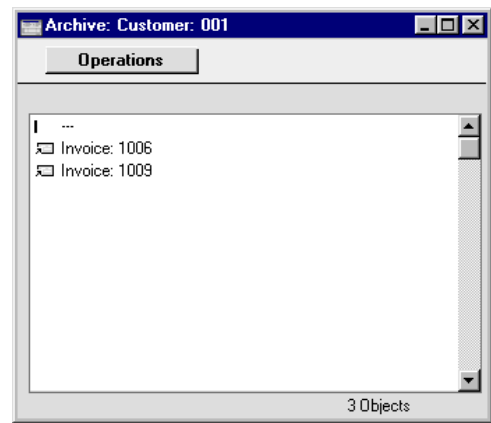 Archive: Customer: 001
Operations
---
Invoice: 1006
Invoice: 1009
3 Objects